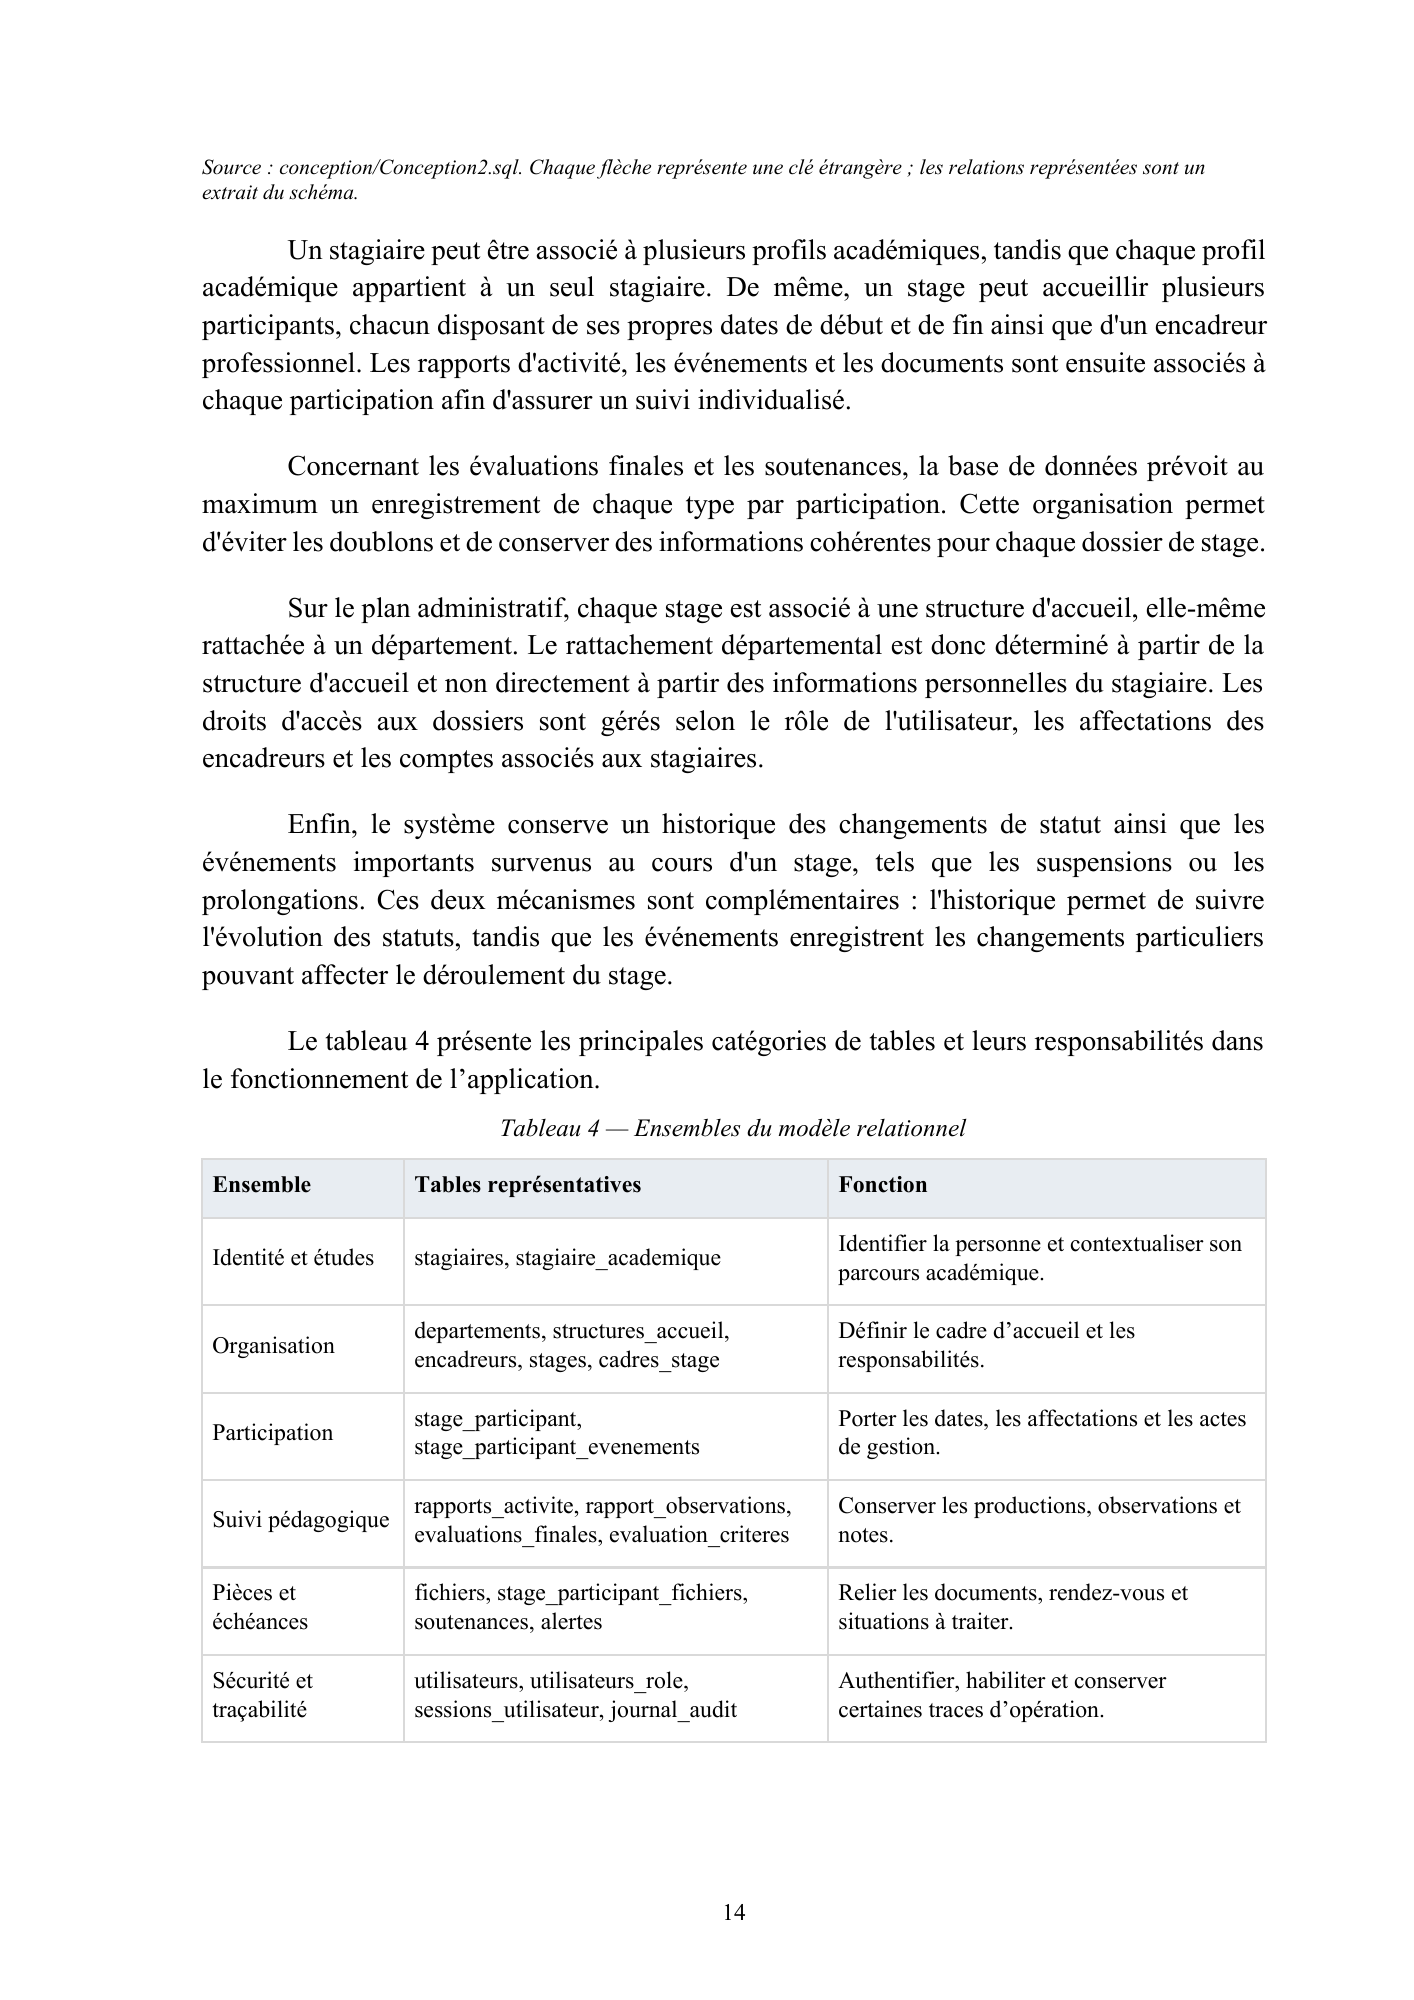 Source : conception/Conception2.sql. Chaque flèche représente une clé étrangère ; les relations représentées sont un
extrait du schéma.
Un stagiaire peut être associé à plusieurs profils académiques, tandis que chaque profil
académique appartient à un seul stagiaire. De même, un stage peut accueillir plusieurs
participants, chacun disposant de ses propres dates de début et de fin ainsi que d'un encadreur
professionnel. Les rapports d'activité, les événements et les documents sont ensuite associés à
chaque participation afin d'assurer un suivi individualisé.
Concernant les évaluations finales et les soutenances, la base de données prévoit au
maximum un enregistrement de chaque type par participation. Cette organisation permet
d'éviter les doublons et de conserver des informations cohérentes pour chaque dossier de stage.
Sur le plan administratif, chaque stage est associé à une structure d'accueil, elle-même
rattachée à un département. Le rattachement départemental est donc déterminé à partir de la
structure d'accueil et non directement à partir des informations personnelles du stagiaire. Les
droits d'accès aux dossiers sont gérés selon le rôle de l'utilisateur, les affectations des
encadreurs et les comptes associés aux stagiaires.
Enfin, le système conserve un historique des changements de statut ainsi que les
événements importants survenus au cours d'un stage, tels que les suspensions ou les
prolongations. Ces deux mécanismes sont complémentaires : l'historique permet de suivre
l'évolution des statuts, tandis que les événements enregistrent les changements particuliers
pouvant affecter le déroulement du stage.
Le tableau 4 présente les principales catégories de tables et leurs responsabilités dans
le fonctionnement de l’application.
Tableau 4 — Ensembles du modèle relationnel
Ensemble Tables représentatives Fonction
Identité et études stagiaires, stagiaire_academique Identifier la personne et contextualiser son
parcours académique.
Organisation departements, structures_accueil, Définir le cadre d’accueil et les
encadreurs, stages, cadres_stage responsabilités.
Participation stage_participant, Porter les dates, les affectations et les actes
stage_participant_evenements de gestion.
Suivi pédagogique rapports_activite, rapport_observations, Conserver les productions, observations et
evaluations_finales, evaluation_criteres notes.
Pièces et fichiers, stage_participant_fichiers, Relier les documents, rendez-vous et
échéances soutenances, alertes situations à traiter.
Sécurité et utilisateurs, utilisateurs_role, Authentifier, habiliter et conserver
traçabilité sessions_utilisateur, journal_audit certaines traces d’opération.
14